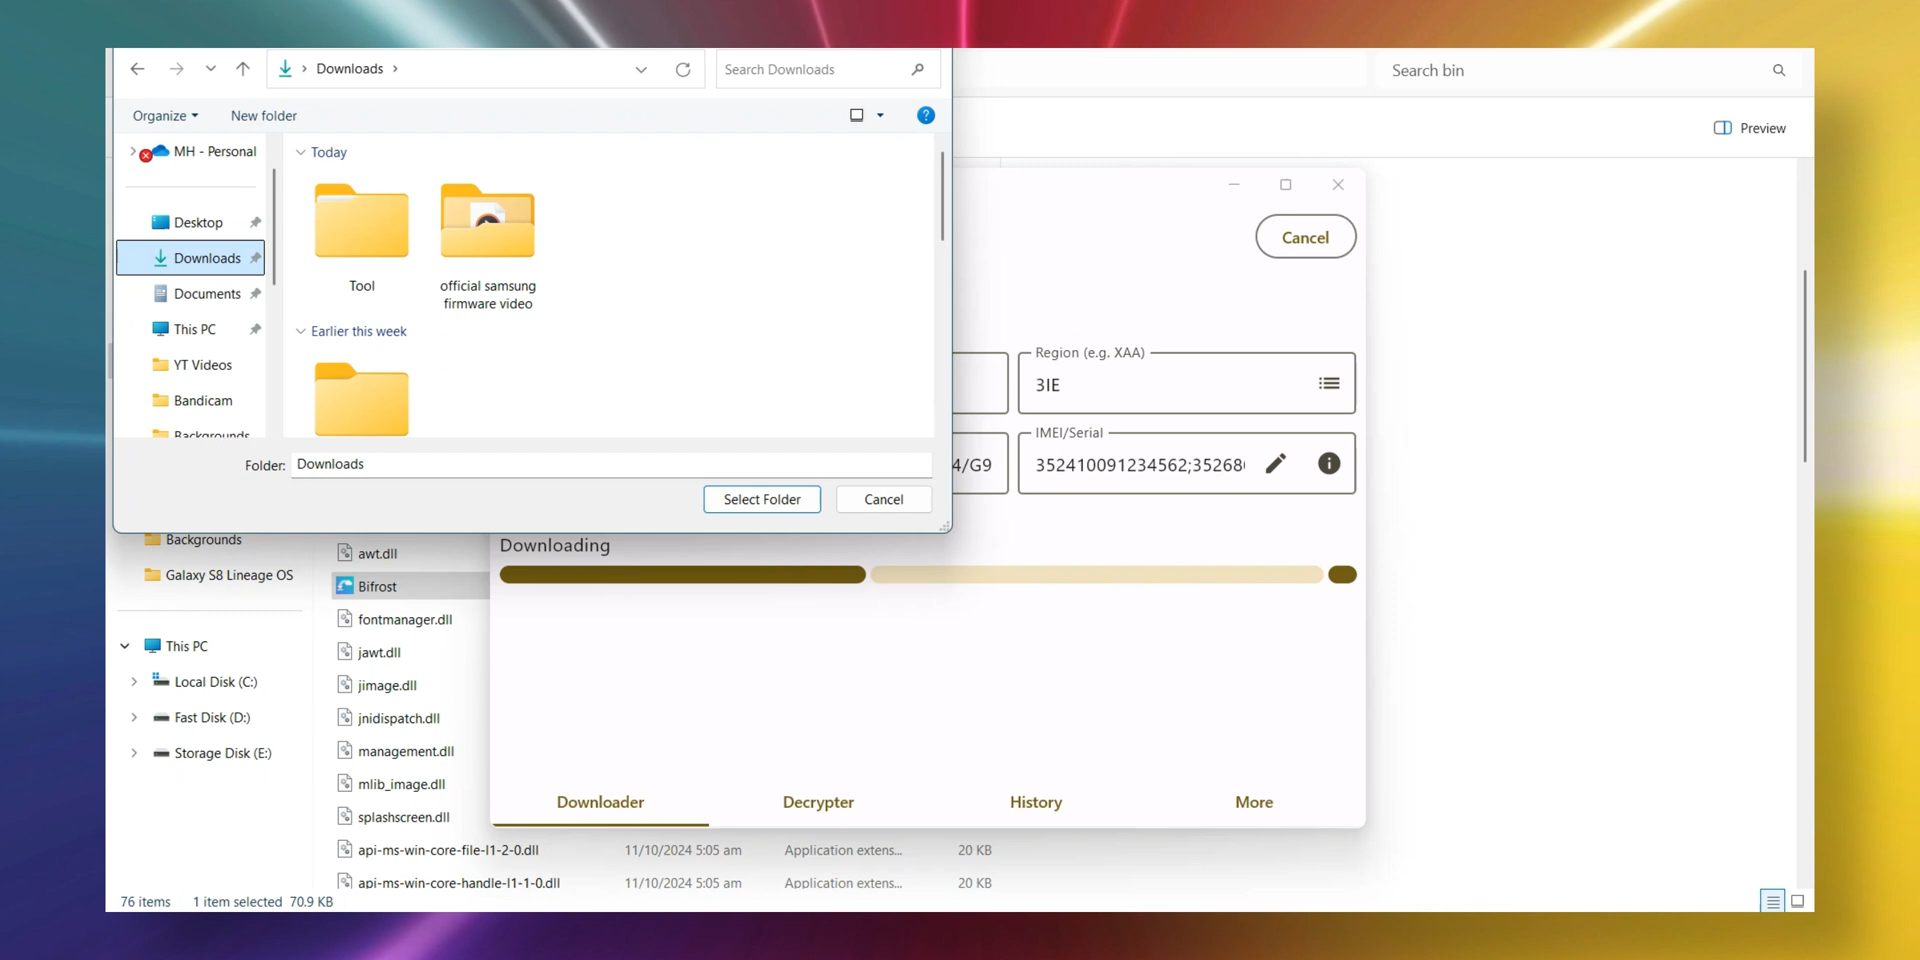 Downloads
Search Downloads
Search bin
Organize
New folder
Preview
MH - Personal
Today
Desktop
Downloads
Documents
This PC
YT Videos
Bandicam
Backgrounds
Tool
official samsung
firmware video
Earlier this week
Folder:
Downloads
Select Folder
Cancel
Cancel
Region (e.g. XAA)
3IE
4/G9
IMEI/Serial
352410091234562;35268
Downloading
Backgrounds
Galaxy S8 Lineage OS
This PC
Local Disk (C:)
Fast Disk (D:)
Storage Disk (E:)
awt.dll
Bifrost
fontmanager.dll
jawt.dll
jimage.dll
jnidispatch.dll
management.dll
mlib_image.dll
splashscreen.dll
api-ms-win-core-file-l1-2-0.dll 11/10/2024 5:05 am Application extens... 20 KB
api-ms-win-core-handle-l1-1-0.dll 11/10/2024 5:05 am Application extens... 20 KB
Downloader
Decrypter
History
More
76 items
1 item selected 70.9 KB